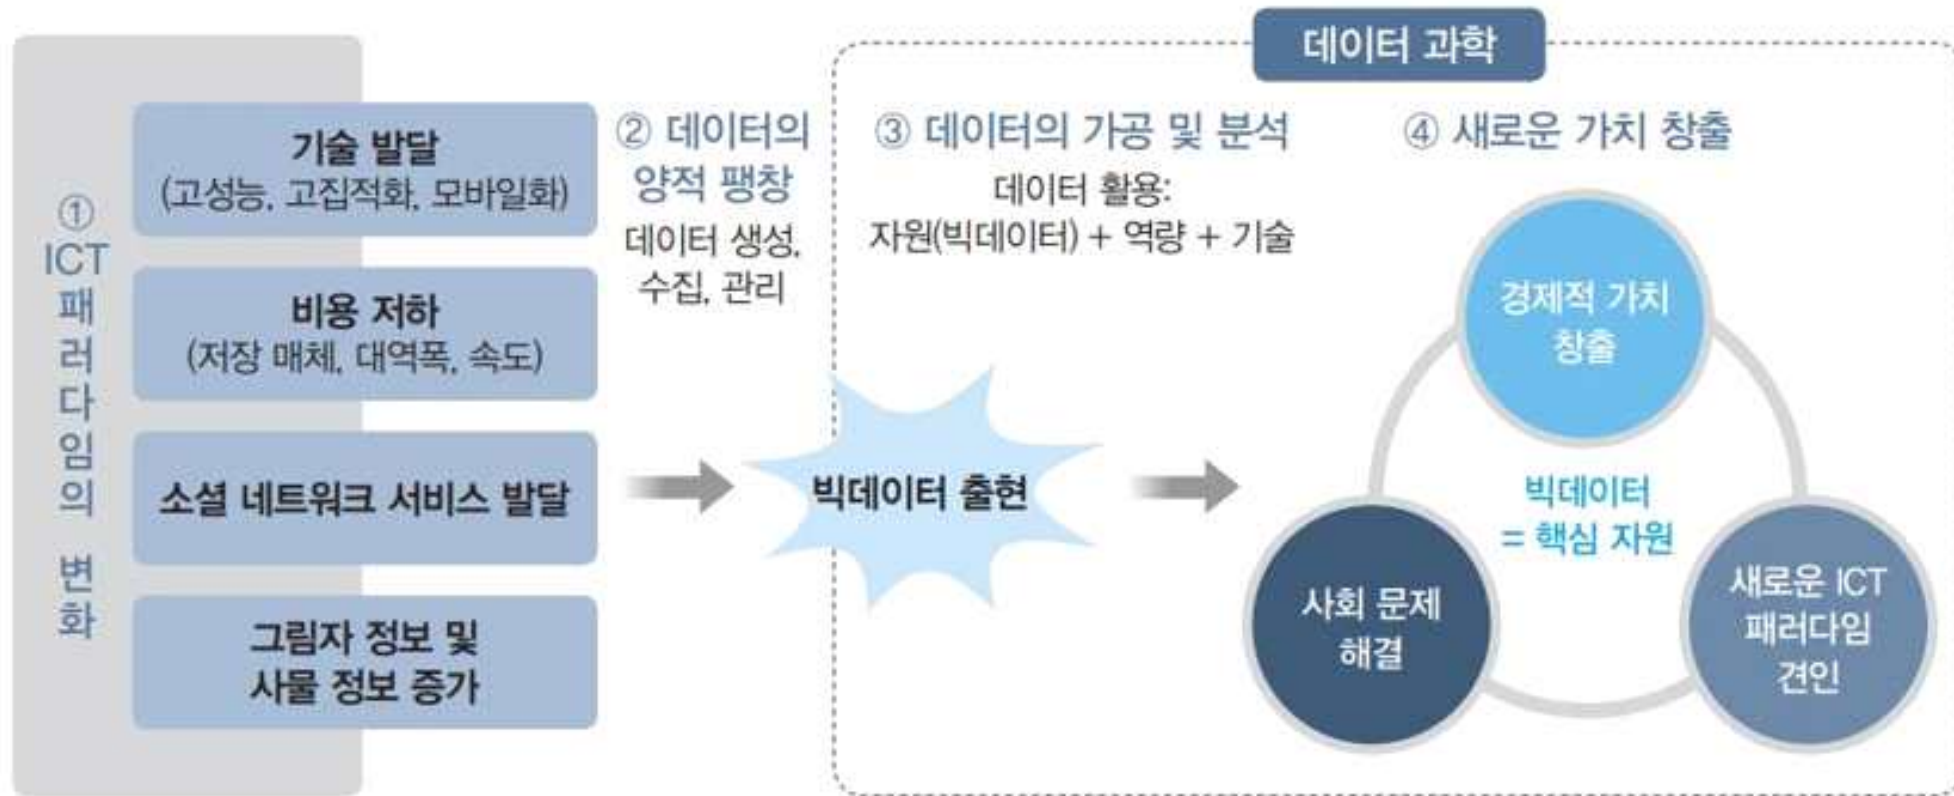 데이터 과학
①
ICT
패
러
다
임
의
변
화
기술 발달
(고성능, 고집적화, 모바일화)
비용 저하
(저장 매체, 대역폭, 속도)
소셜 네트워크 서비스 발달
그림자 정보 및
사물 정보 증가
② 데이터의
양적 팽창
데이터 생성,
수집, 관리
빅데이터 출현
③ 데이터의 가공 및 분석
데이터 활용:
자원(빅데이터) + 역량 + 기술
④ 새로운 가치 창출
경제적 가치
창출
빅데이터
= 핵심 자원
사회 문제
해결
새로운 ICT
패러다임
견인